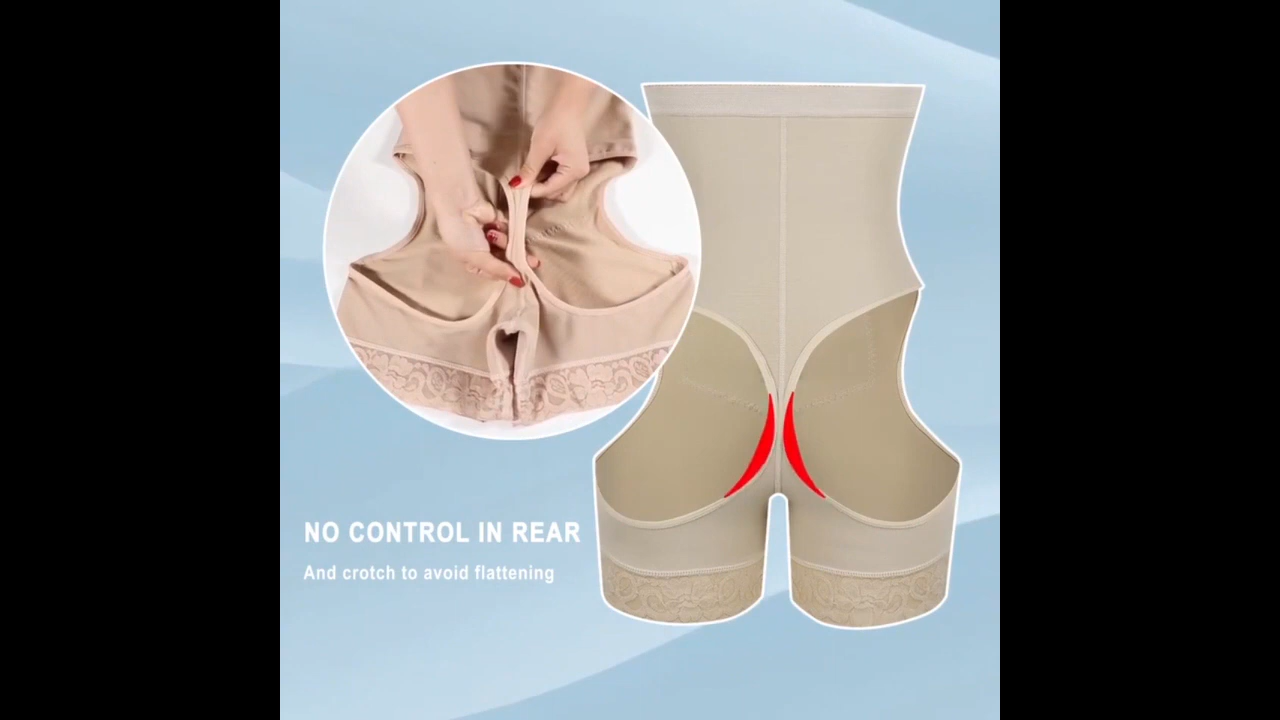 NO CONTROL IN REAR
And crotch to avoid flattening